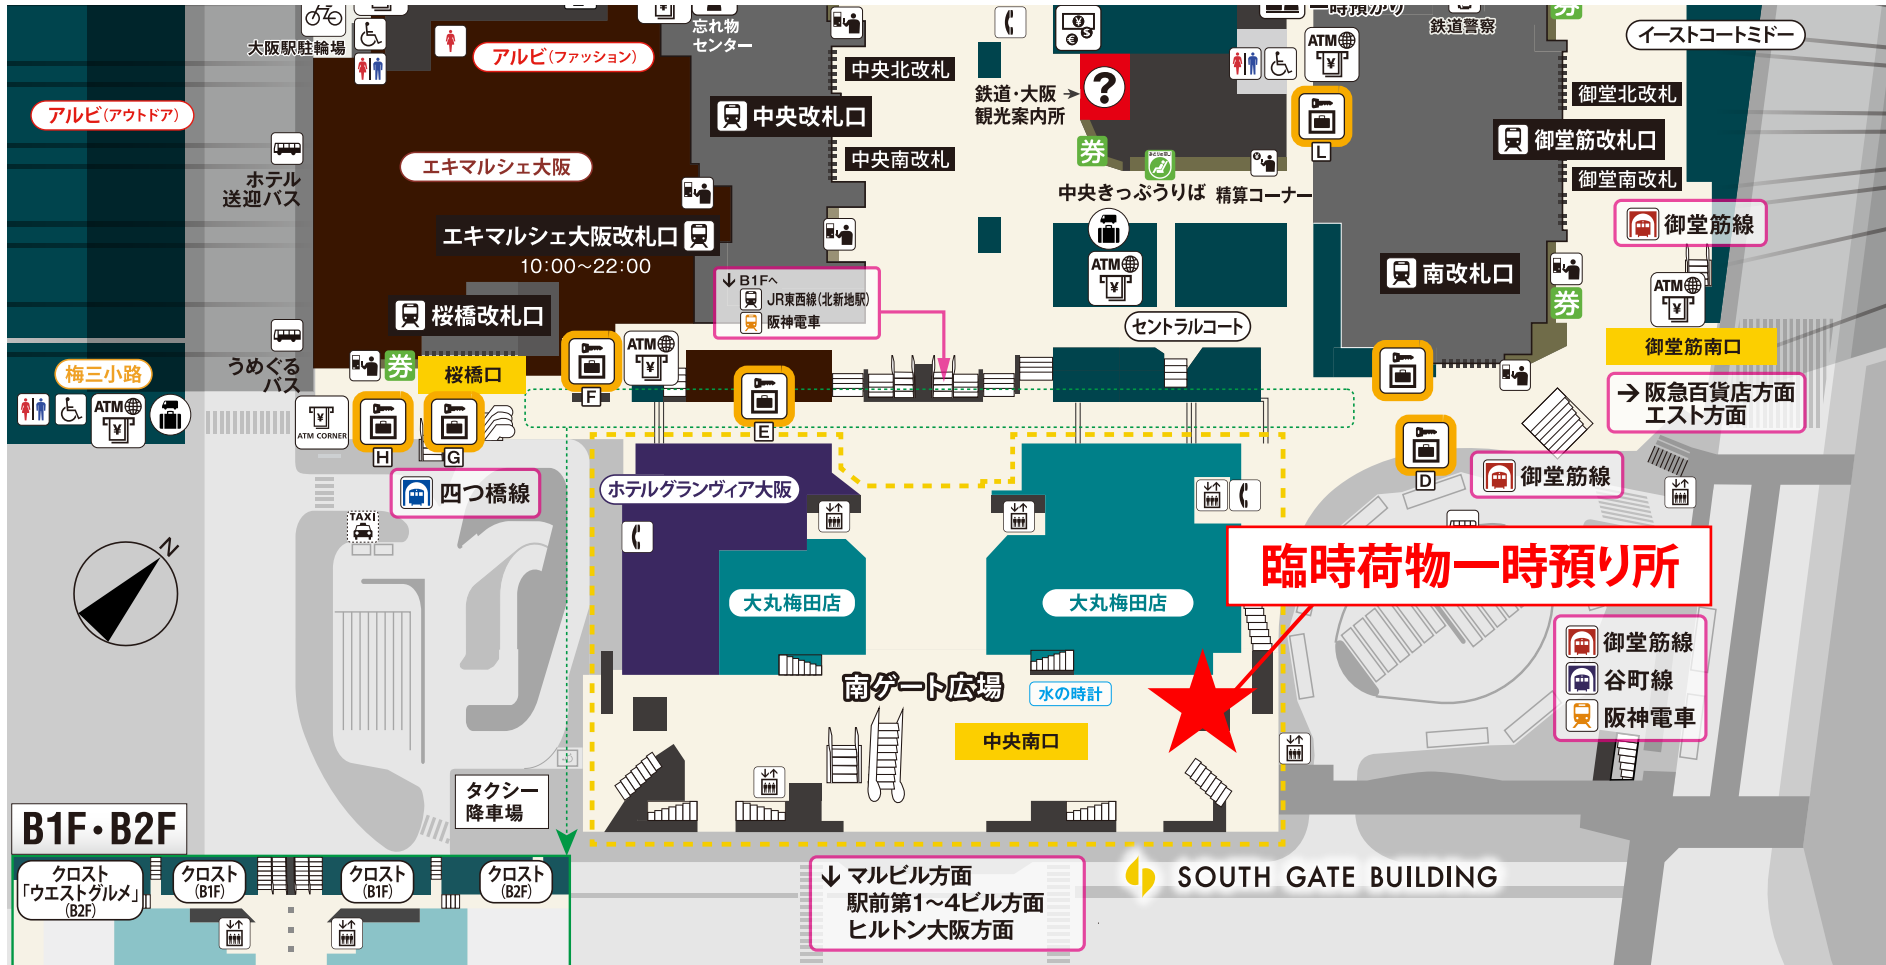 大阪駅駐輪場
アルビ(ファッション)
忘れ物
センター
中央北改札
中央改札口
中央南改札
鉄道・大阪
観光案内所
?
券
中央きっぷうりば
精算コーナー
ATM
L
鉄道警察
券
イーストコートミドー
御堂北改札
御堂筋改札口
御堂南改札
御堂筋線
アルビ(アウトドア)
ホテル
送迎バス
エキマルシェ大阪
エキマルシェ大阪改札口
10:00〜22:00
桜橋改札口
↓B1Fへ
JR東西線(北新地駅)
阪神電車
ATM
セントラルコート
南改札口
券
ATM
御堂筋南口
→阪急百貨店方面
エスト方面
うめぐる
バス
梅三小路
ATM
券
桜橋口
F
ATM
E
ATM CORNER
H
G
四つ橋線
D
御堂筋線
TAXI
ホテルグランヴィア大阪
大丸梅田店
大丸梅田店
臨時荷物一時預り所
御堂筋線
谷町線
阪神電車
N
南ゲート広場
水の時計
中央南口
タクシー
降車場
B1F・B2F
クロスト
「ウエストグルメ」
(B2F)
クロスト
(B1F)
クロスト
(B1F)
クロスト
(B2F)
↓マルビル方面
駅前第1〜4ビル方面
ヒルトン大阪方面
SOUTH GATE BUILDING